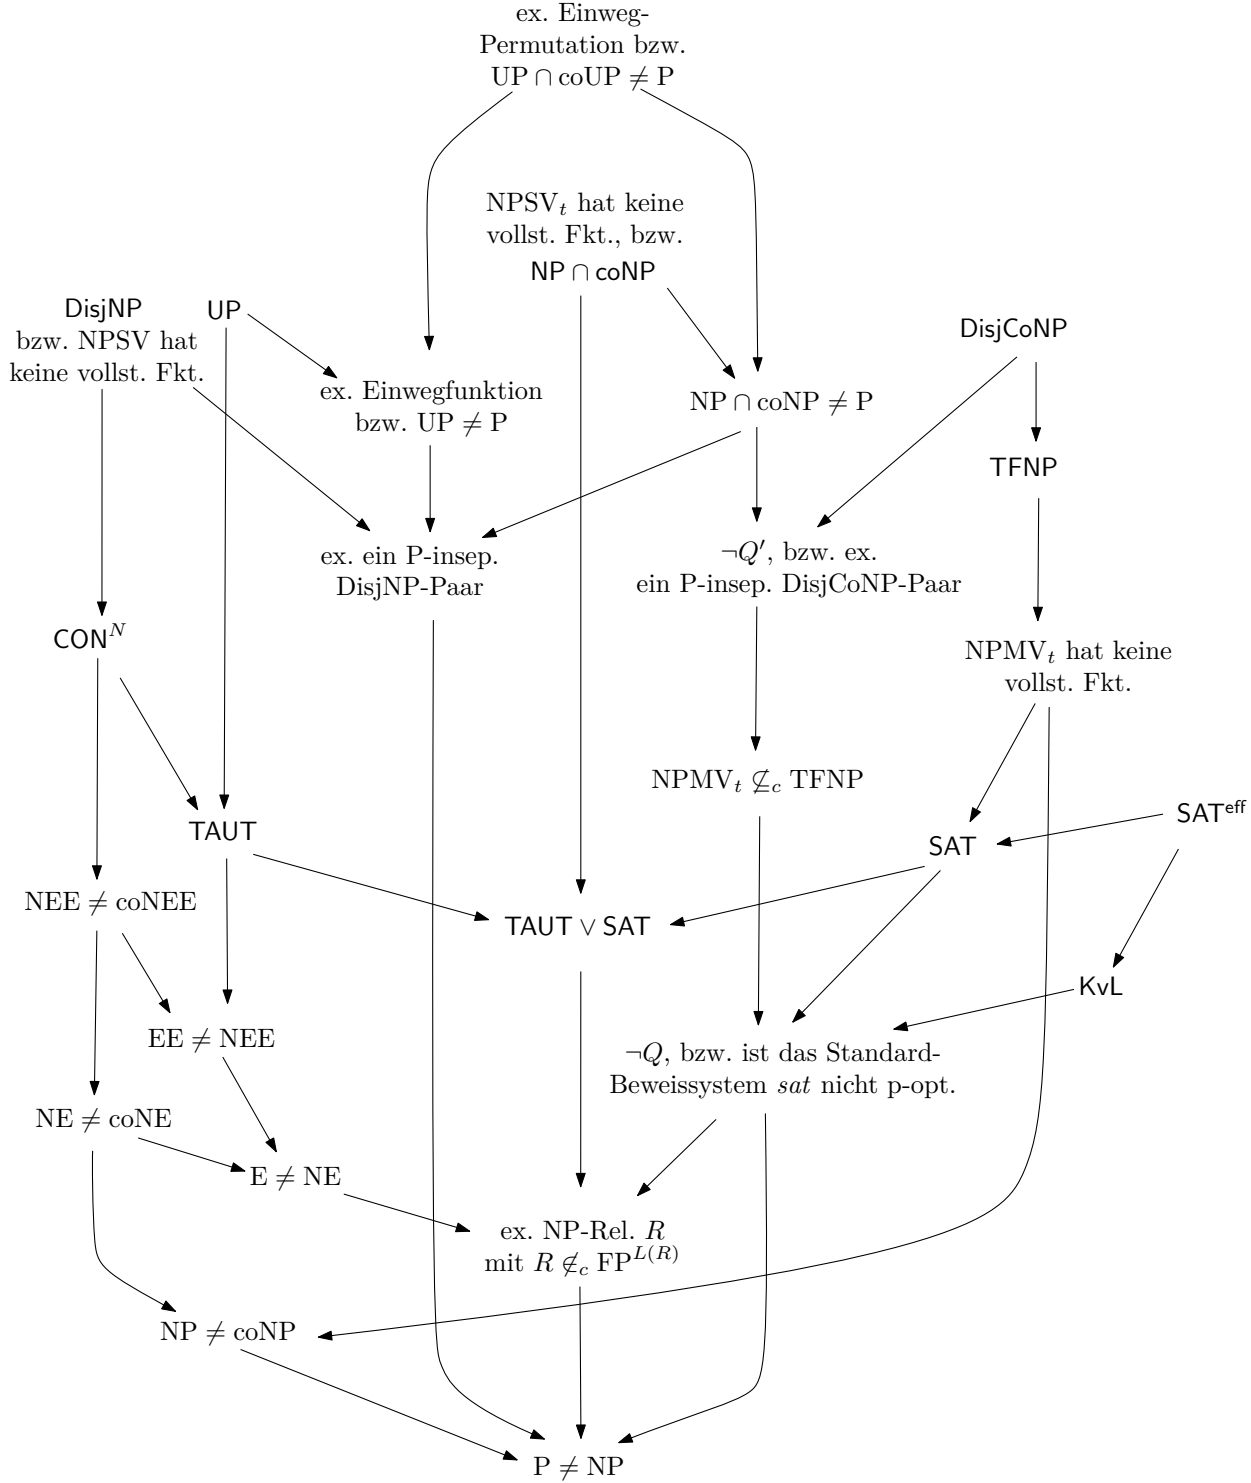 ex. Einweg-
Permutation bzw.
UP ∩ coUP ≠ P
NPSVₜ hat keine
vollst. Fkt., bzw.
NP ∩ coNP
DisjNP
bzw. NPSV hat
keine vollst. Fkt.
UP
DisjCoNP
ex. Einwegfunktion
bzw. UP ≠ P
NP ∩ coNP ≠ P
TFNP
ex. ein P-insep.
DisjNP-Paar
¬Q′, bzw. ex.
ein P-insep. DisjCoNP-Paar
CONᴺ
NPMVₜ hat keine
vollst. Fkt.
NPMVₜ ⊈_c TFNP
TAUT
SAT
SAT^eff
NEE ≠ coNEE
TAUT ∨ SAT
KvL
EE ≠ NEE
¬Q, bzw. ist das Standard-
Beweissystem sat nicht p-opt.
NE ≠ coNE
E ≠ NE
ex. NP-Rel. R
mit R ∉_c FP^L(R)
NP ≠ coNP
P ≠ NP